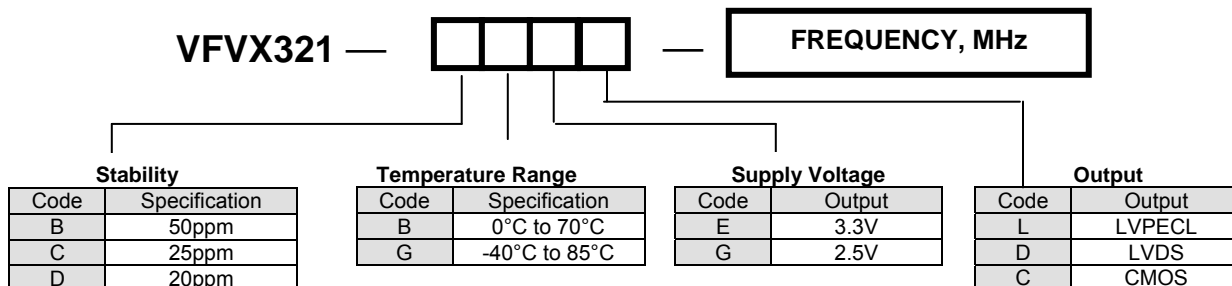 VFVX321 — — FREQUENCY, MHz
Stability
Code Specification
B 50ppm
C 25ppm
D 20ppm
Temperature Range
Code Specification
B 0°C to 70°C
G -40°C to 85°C
Supply Voltage
Code Output
E 3.3V
G 2.5V
Output
Code Output
L LVPECL
D LVDS
C CMOS